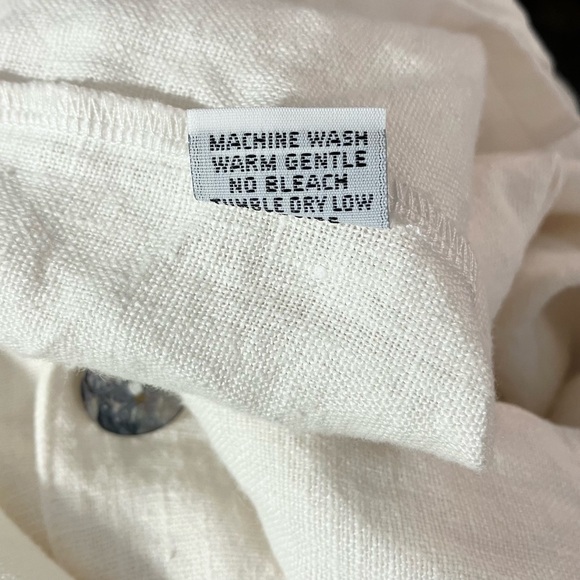 MACHINE WASH
WARM GENTLE
NO BLEACH
TUMBLE DRY LOW